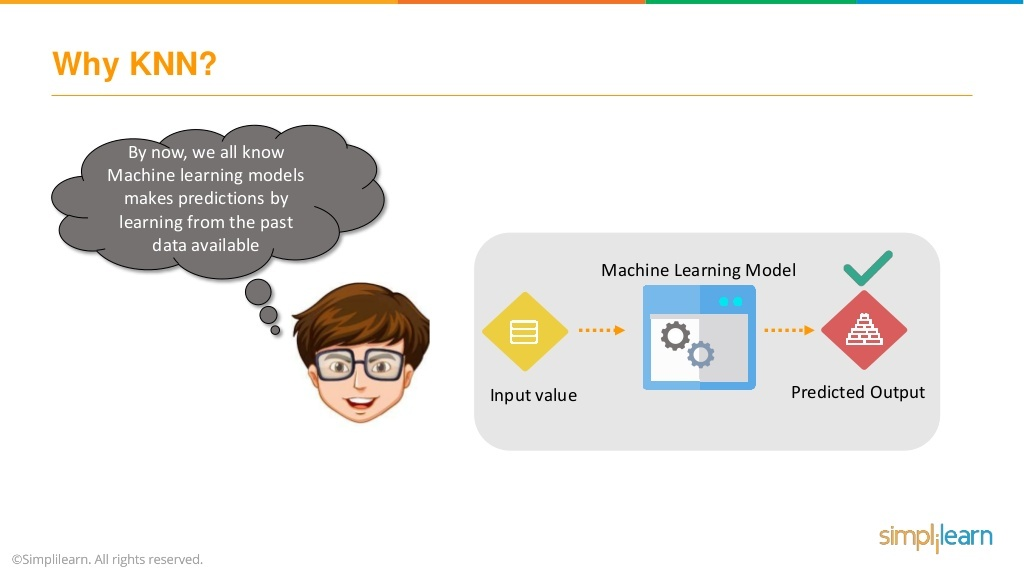 Why KNN?
By now, we all know
Machine learning models
makes predictions by
learning from the past
data available
Machine Learning Model
Input value
Predicted Output
simplilearn
©Simplilearn. All rights reserved.